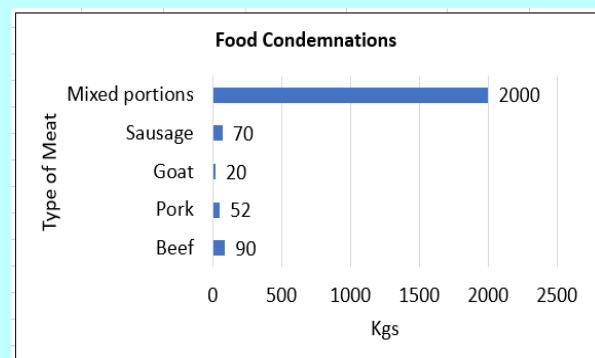 Food Condemnations
Type of Meat
Mixed portions 2000
Sausage 70
Goat 20
Pork 52
Beef 90
0 500 1000 1500 2000 2500
Kgs